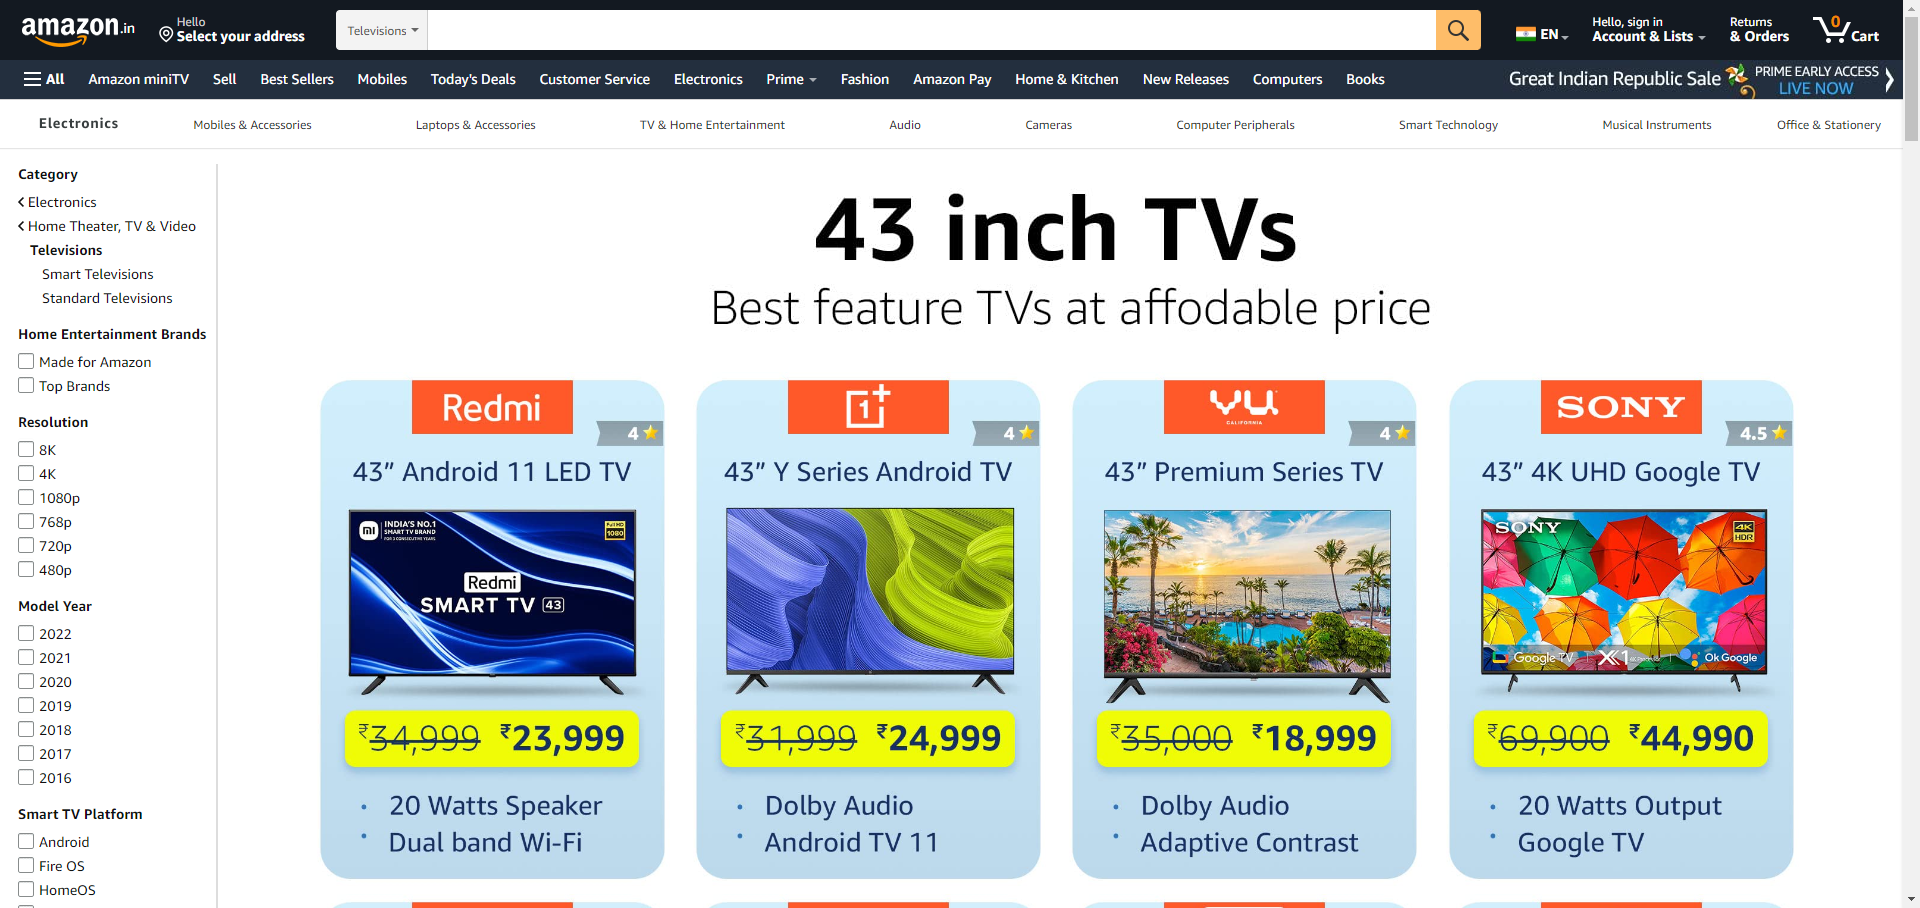 amazon.in
Hello
Select your address
Televisions
EN
Hello, sign in
Account & Lists
Returns
& Orders
0
Cart
All
Amazon miniTV
Sell
Best Sellers
Mobiles
Today's Deals
Customer Service
Electronics
Prime
Fashion
Amazon Pay
Home & Kitchen
New Releases
Computers
Books
Great Indian Republic Sale
PRIME EARLY ACCESS
LIVE NOW
Electronics
Mobiles & Accessories
Laptops & Accessories
TV & Home Entertainment
Audio
Cameras
Computer Peripherals
Smart Technology
Musical Instruments
Office & Stationery
Category
Electronics
Home Theater, TV & Video
Televisions
Smart Televisions
Standard Televisions
Home Entertainment Brands
Made for Amazon
Top Brands
Resolution
8K
4K
1080p
768p
720p
480p
Model Year
2022
2021
2020
2019
2018
2017
2016
Smart TV Platform
Android
Fire OS
HomeOS
43 inch TVs
Best feature TVs at affodable price
Redmi
4
43” Android 11 LED TV
mi
INDIA'S NO.1
SMART TV BRAND
FOR 3 CONSECUTIVE YEARS
Full HD
1080
Redmi
SMART TV 43
₹34,999 ₹23,999
• 20 Watts Speaker
• Dual band Wi-Fi
1+
4
43” Y Series Android TV
₹31,999 ₹24,999
• Dolby Audio
• Android TV 11
VU
CALIFORNIA
4
43” Premium Series TV
₹35,000 ₹18,999
• Dolby Audio
• Adaptive Contrast
SONY
4.5
43” 4K UHD Google TV
SONY
4K
HDR
Google TV
X1
Ok Google
₹69,900 ₹44,990
• 20 Watts Output
• Google TV